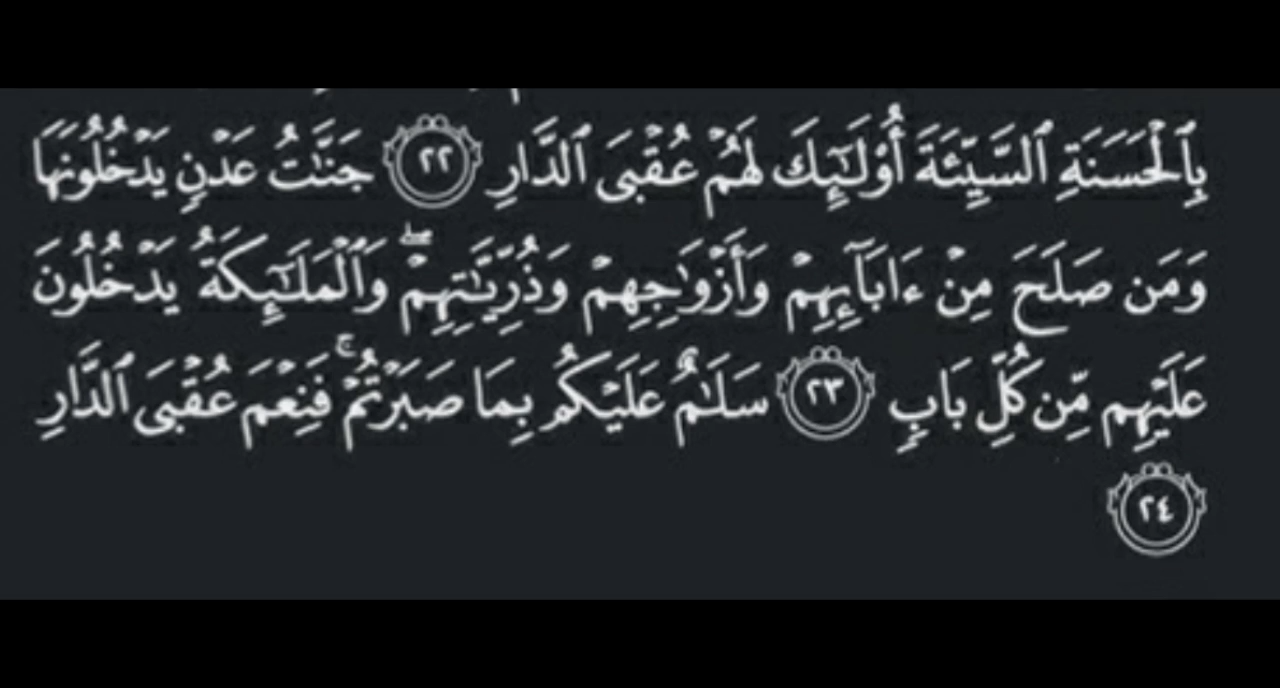 بِٱلْحَسَنَةِ ٱلسَّيِّئَةَ أُو۟لَـٰٓئِكَ لَهُمْ عُقْبَى ٱلدَّارِ ٢٢ جَنَّـٰتُ عَدْنٍ يَدْخُلُونَهَا
وَمَن صَلَحَ مِنْ ءَابَآئِهِمْ وَأَزْوَٰجِهِمْ وَذُرِّيَّـٰتِهِمْ ۖ وَٱلْمَلَـٰٓئِكَةُ يَدْخُلُونَ
عَلَيْهِم مِّن كُلِّ بَابٍ ٢٣ سَلَـٰمٌ عَلَيْكُم بِمَا صَبَرْتُمْ ۚ فَنِعْمَ عُقْبَى ٱلدَّارِ
٢٤